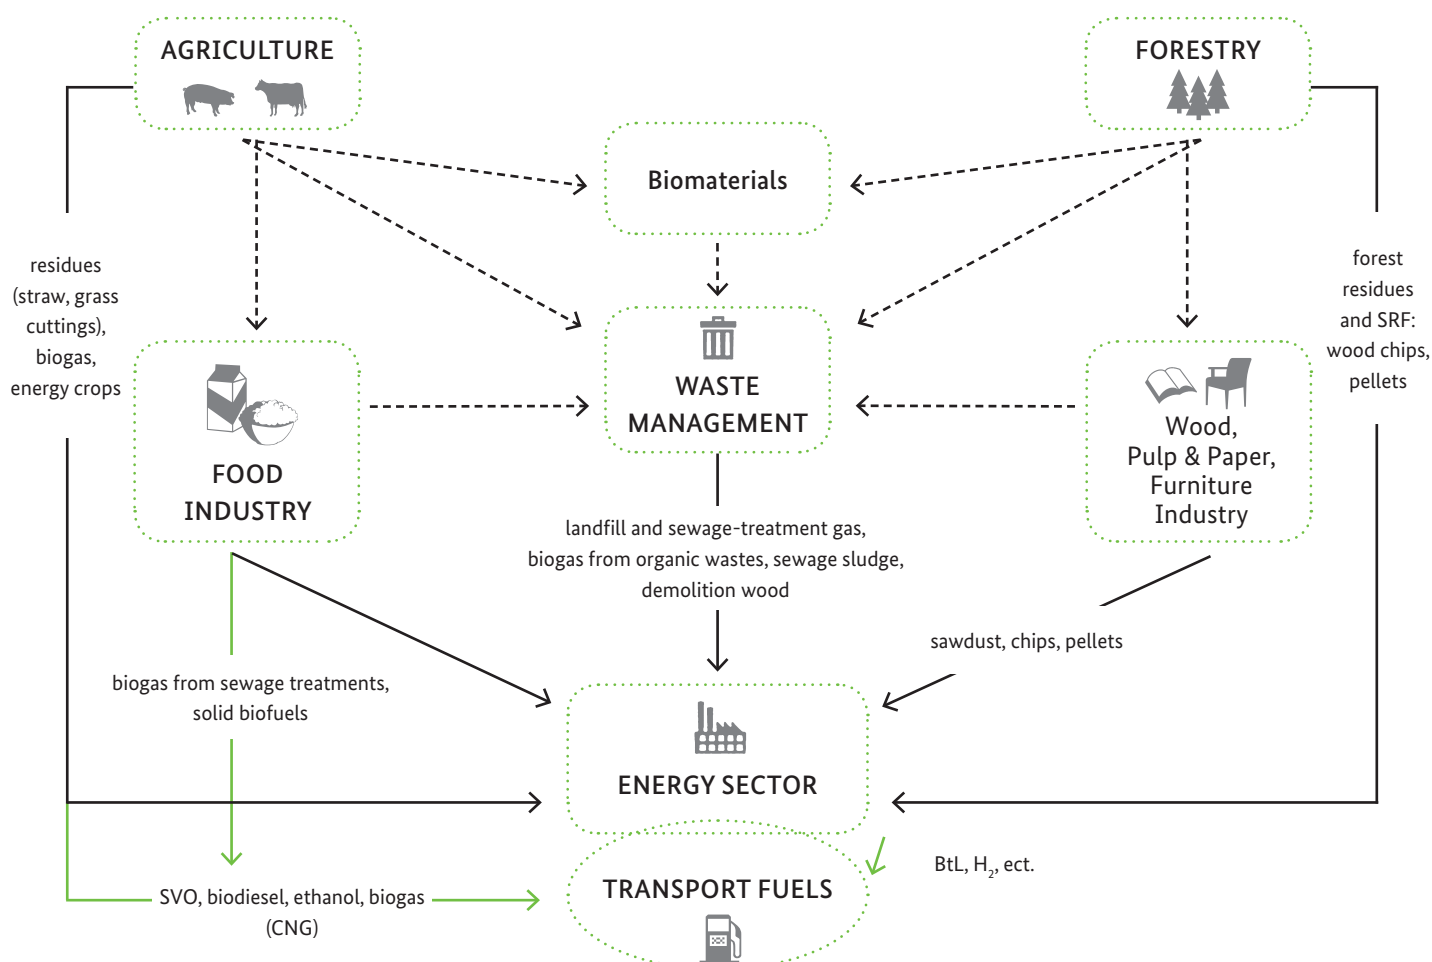 AGRICULTURE
FORESTRY
Biomaterials
residues
(straw, grass
cuttings),
biogas,
energy crops
forest
residues
and SRF:
wood chips,
pellets
WASTE
MANAGEMENT
FOOD
INDUSTRY
Wood,
Pulp & Paper,
Furniture
Industry
landfill and sewage-treatment gas,
biogas from organic wastes, sewage sludge,
demolition wood
sawdust, chips, pellets
biogas from sewage treatments,
solid biofuels
ENERGY SECTOR
BtL, H₂, ect.
TRANSPORT FUELS
SVO, biodiesel, ethanol, biogas
(CNG)